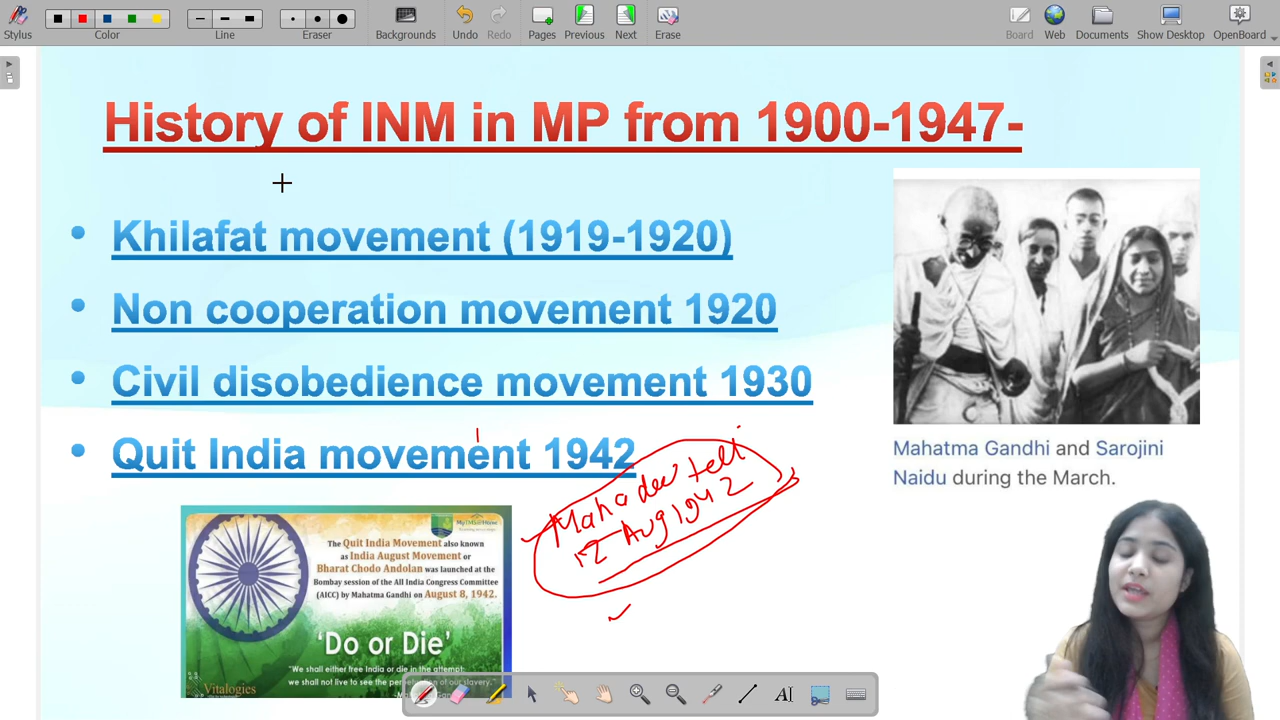 Stylus
Color
Line
Eraser
Backgrounds
Undo
Redo
Pages
Previous
Next
Erase
Board
Web
Documents
Show Desktop
OpenBoard
History of INM in MP from 1900-1947-
• Khilafat movement (1919-1920)
• Non cooperation movement 1920
• Civil disobedience movement 1930
• Quit India movement 1942
Mahadev teli
12 Aug 1942
Mahatma Gandhi and Sarojini
Naidu during the March.
MyTMS@Home
The Quit India Movement also known
as India August Movement or
Bharat Chodo Andolan was launched at the
Bombay session of the All India Congress Committee
(AICC) by Mahatma Gandhi on August 8, 1942.
'Do or Die'
"We shall either free India or die in the attempt;
we shall not live to see the of our slavery."
Vitalogies
AI